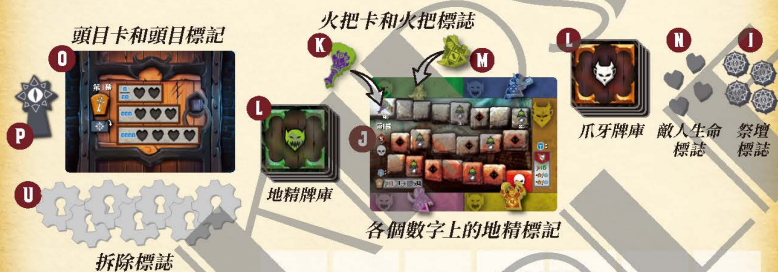 火把卡和火把標誌
頭目卡和頭目標記
K
M
O
L
N
J
P
L
J
爪牙牌庫
敵人生命標誌
祭壇標誌
U
地精牌庫
各個數字上的地精標記
拆除標誌